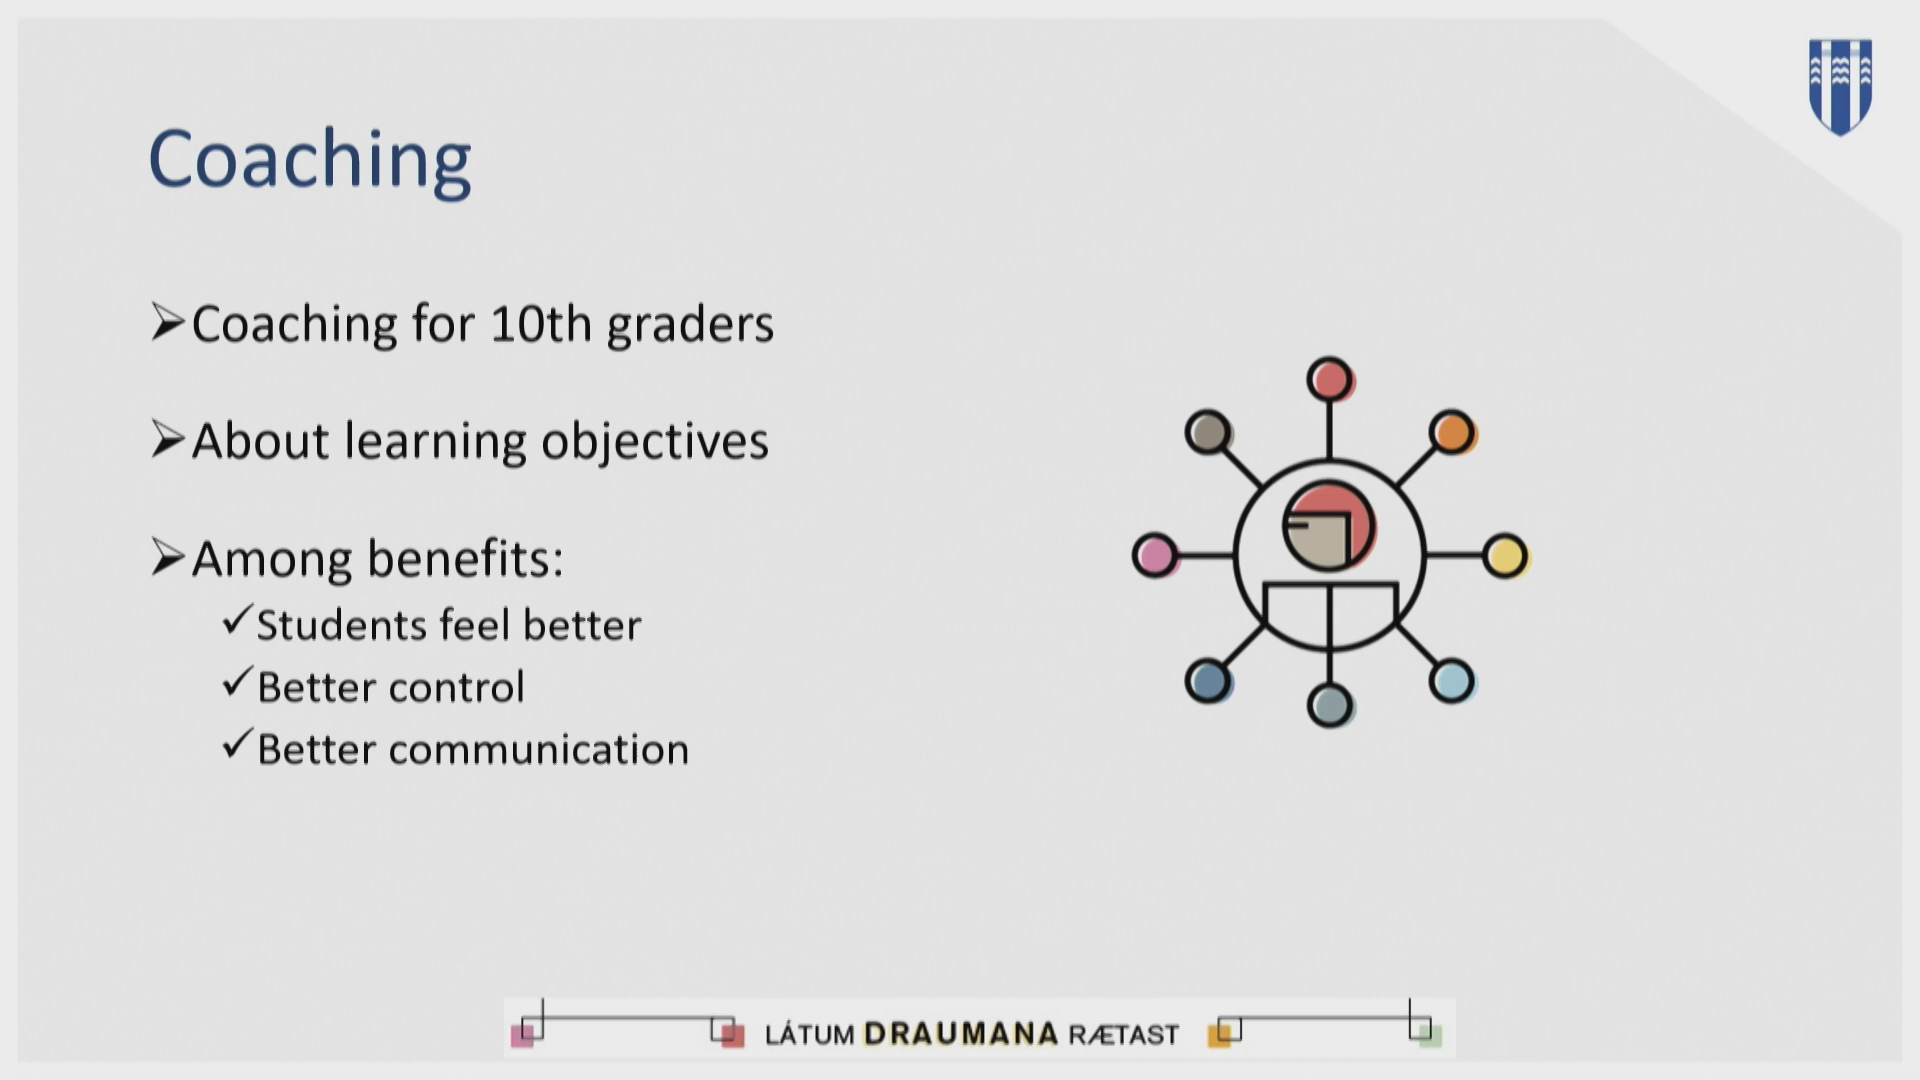 Coaching
Coaching for 10th graders
About learning objectives
Among benefits:
Students feel better
Better control
Better communication
LÁTUM DRAUMANA RÆTAST